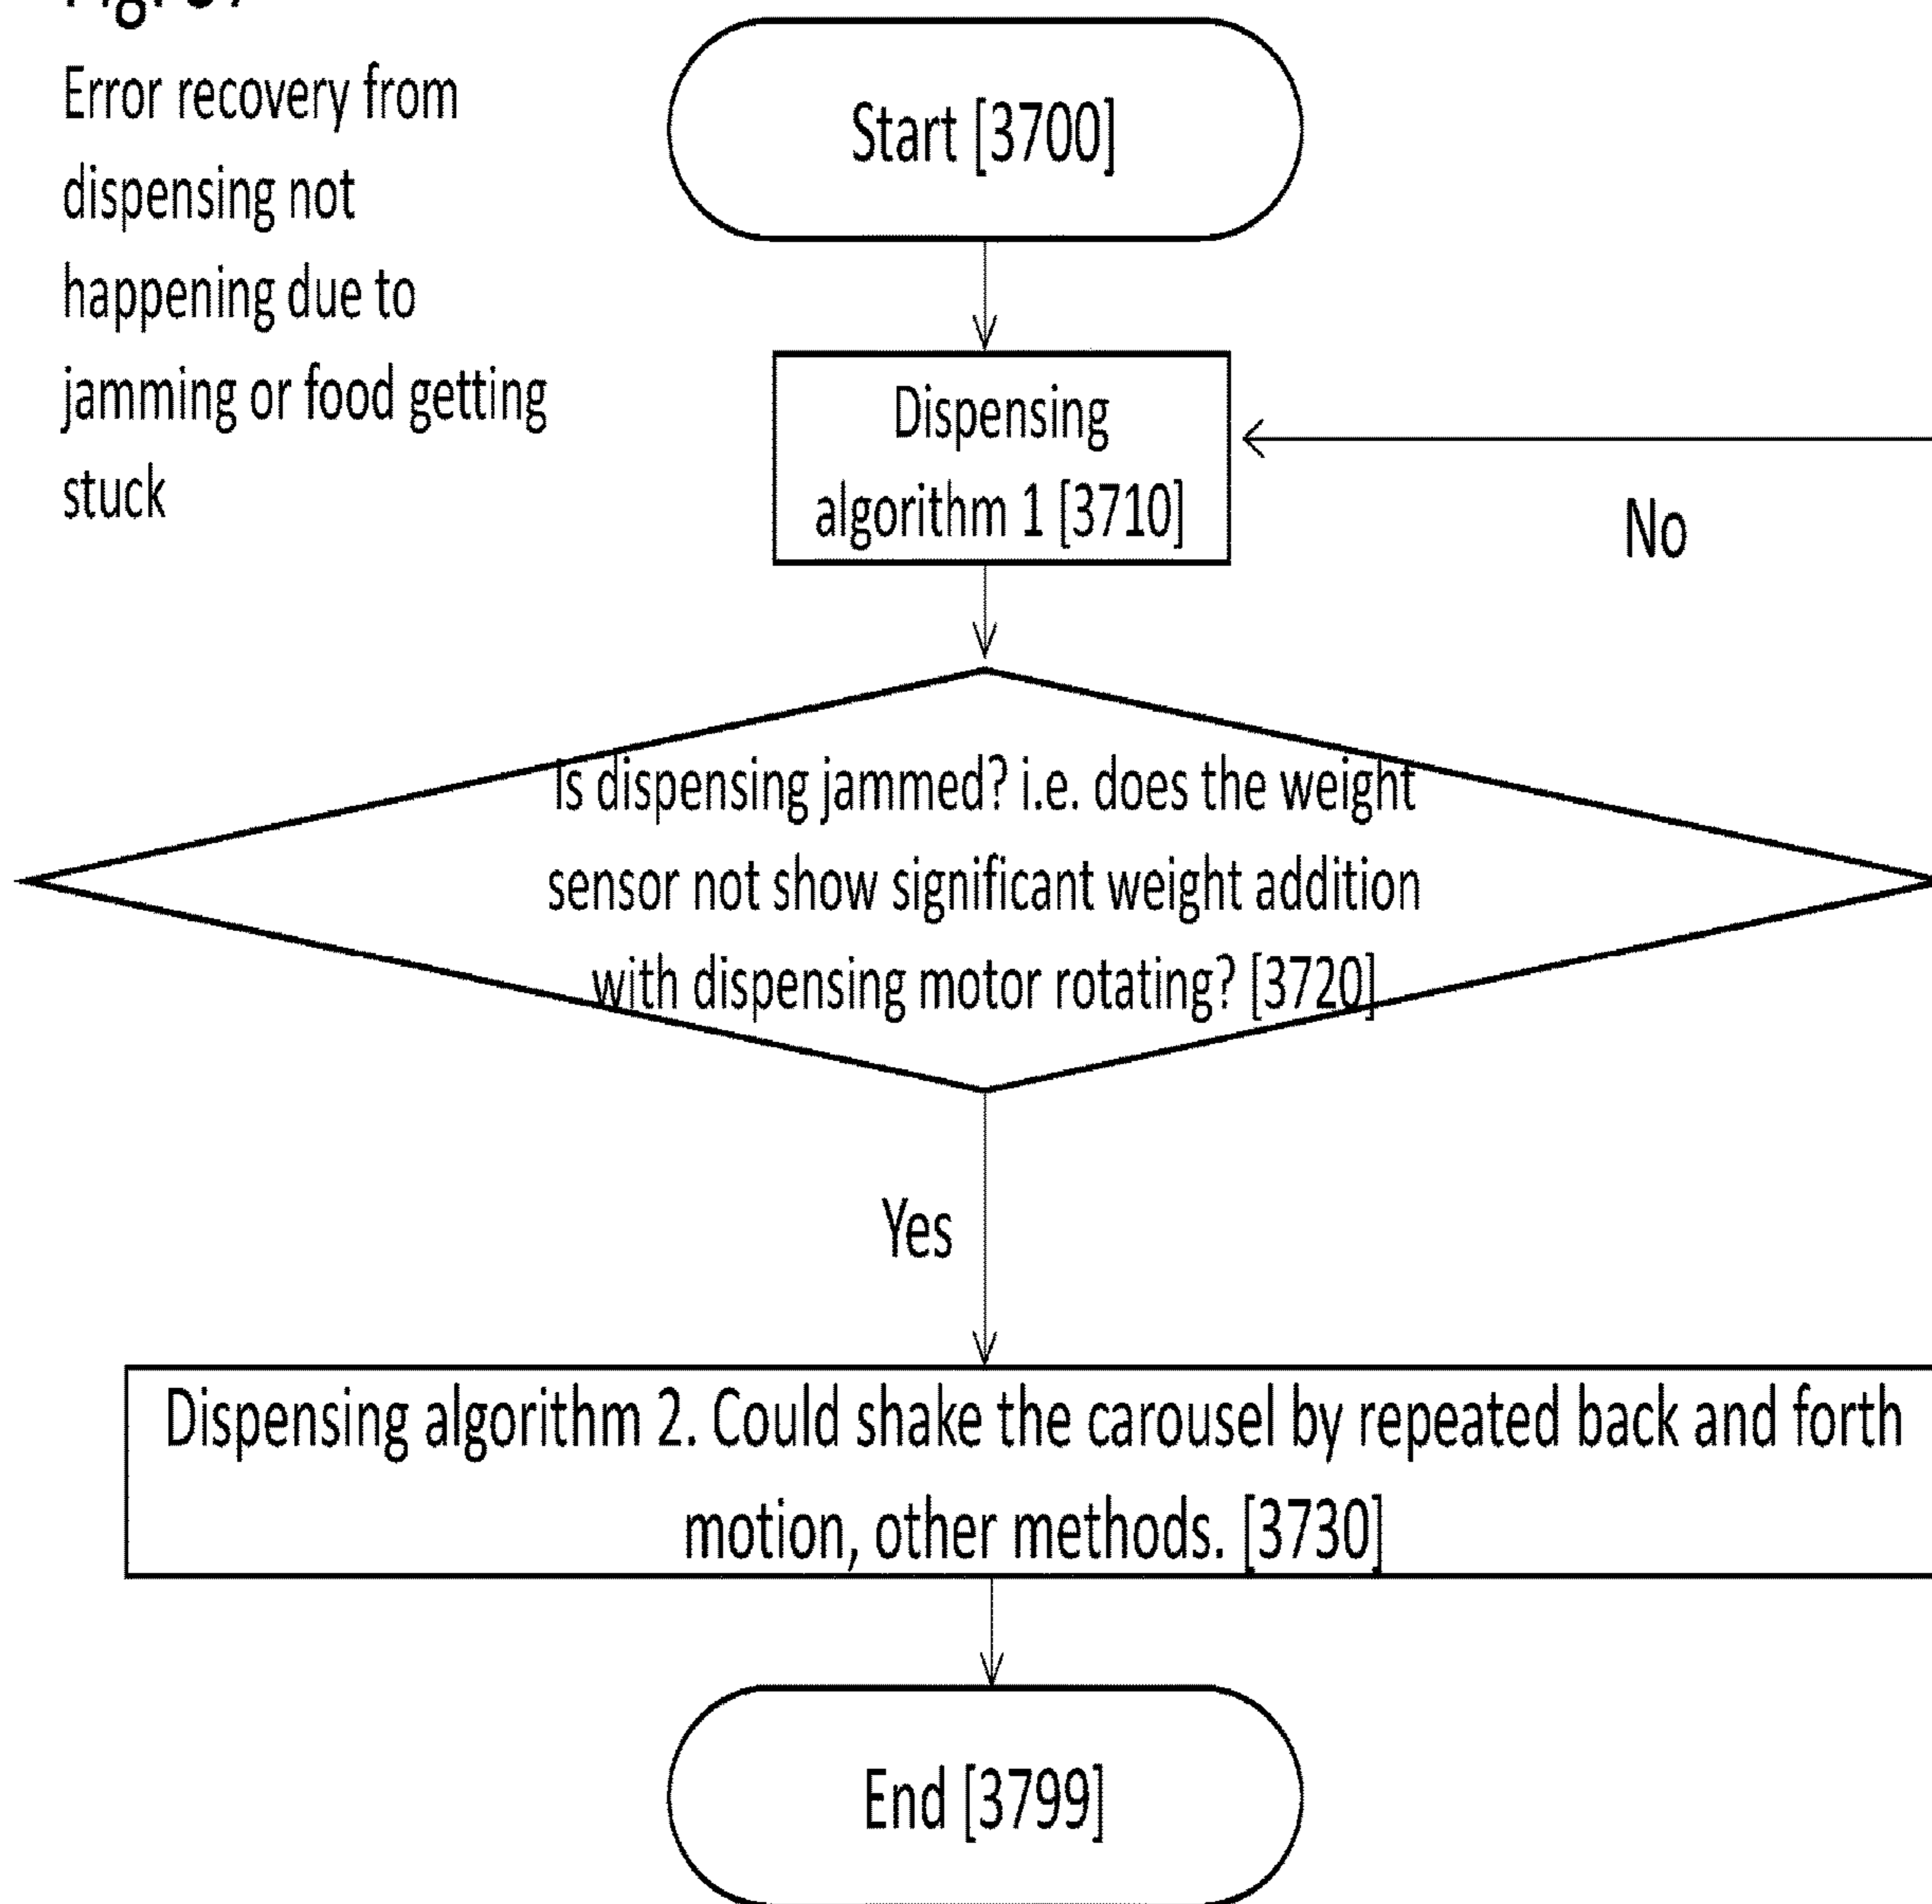 Error recovery from
dispensing not
happening due to
jamming or food getting
stuck
Start [3700]
Dispensing
algorithm 1 [3710]
No
Is dispensing jammed? i.e. does the weight
sensor not show significant weight addition
with dispensing motor rotating? [3720]
Yes
Dispensing algorithm 2. Could shake the carousel by repeated back and forth
motion, other methods. [3730]
End [3799]